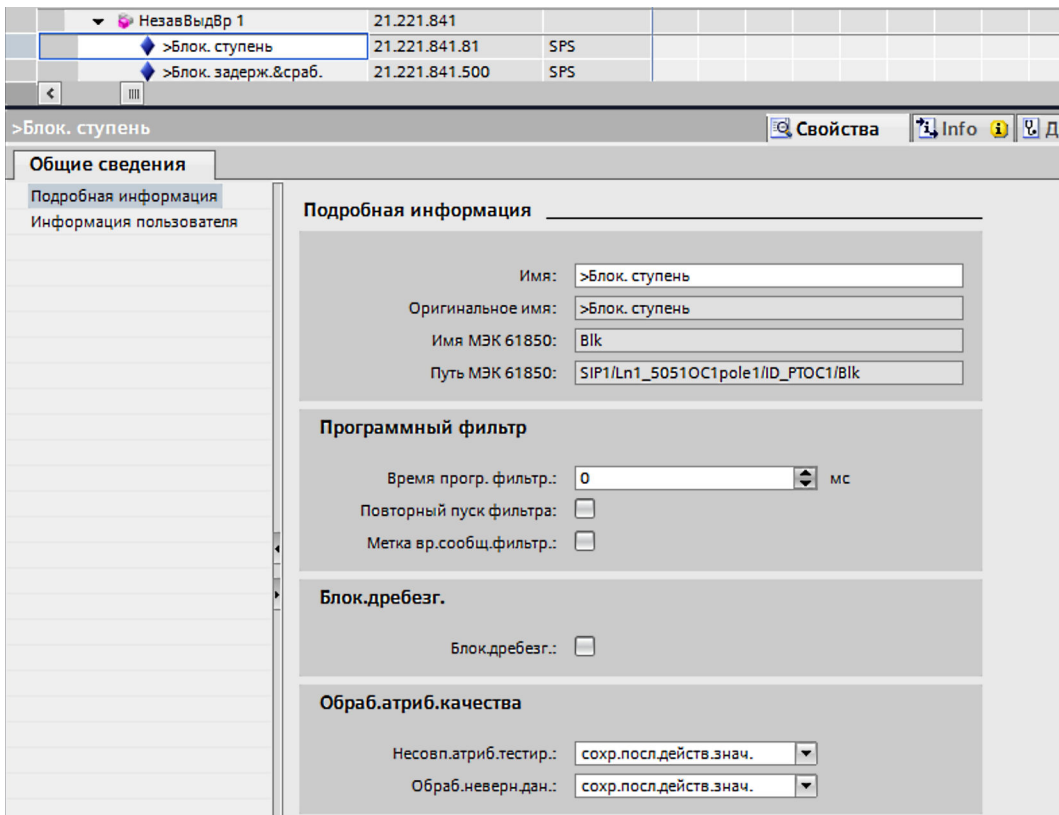 НезавВыдВр 1 21.221.841
>Блок. ступень 21.221.841.81 SPS
>Блок. задерж.&сраб. 21.221.841.500 SPS
>Блок. ступень Свойства Info Д
Общие сведения
Подробная информация
Информация пользователя
Подробная информация
Имя: >Блок. ступень
Оригинальное имя: >Блок. ступень
Имя МЭК 61850: Blk
Путь МЭК 61850: SIP1/Ln1_5051OC1pole1/ID_PTOC1/Blk
Программный фильтр
Время прогр. фильтр.: 0 мс
Повторный пуск фильтра:
Метка вр.сообщ.фильтр.:
Блок.дребезг.
Блок.дребезг.:
Обраб.атриб.качества
Несовп.атриб.тестир.: сохр.посл.действ.знач.
Обраб.неверн.дан.: сохр.посл.действ.знач.